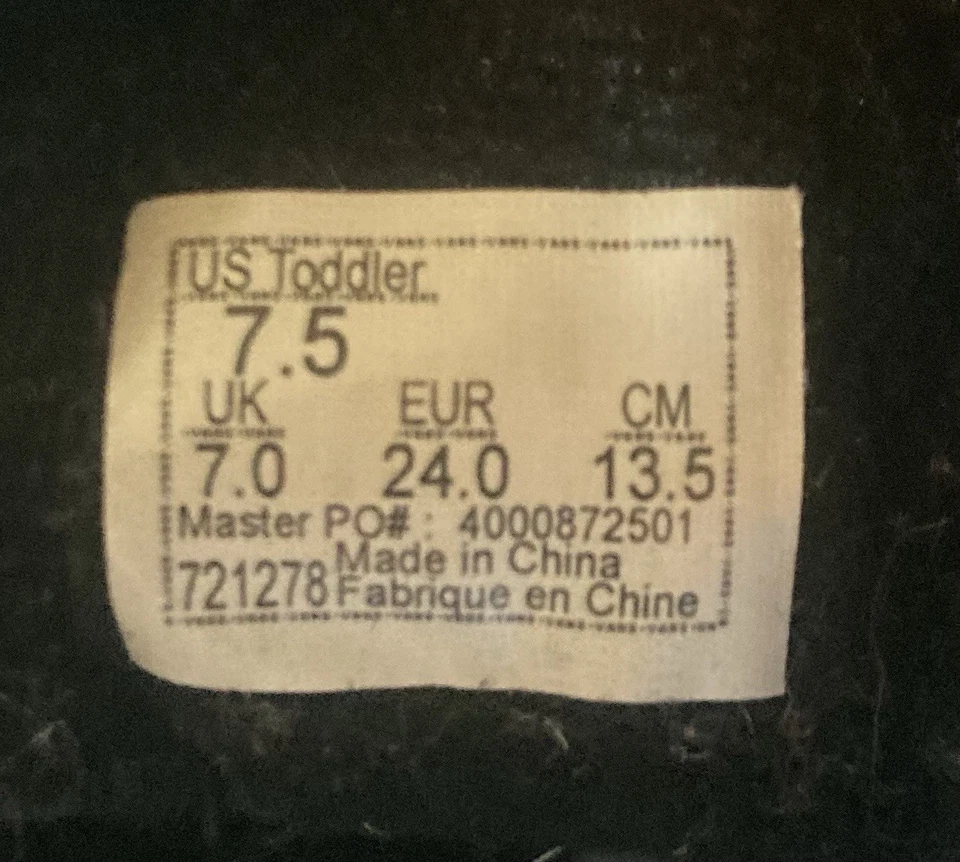 US Toddler
7.5
UK EUR CM
7.0 24.0 13.5
Master PO# : 4000872501
Made in China
721278 Fabrique en Chine